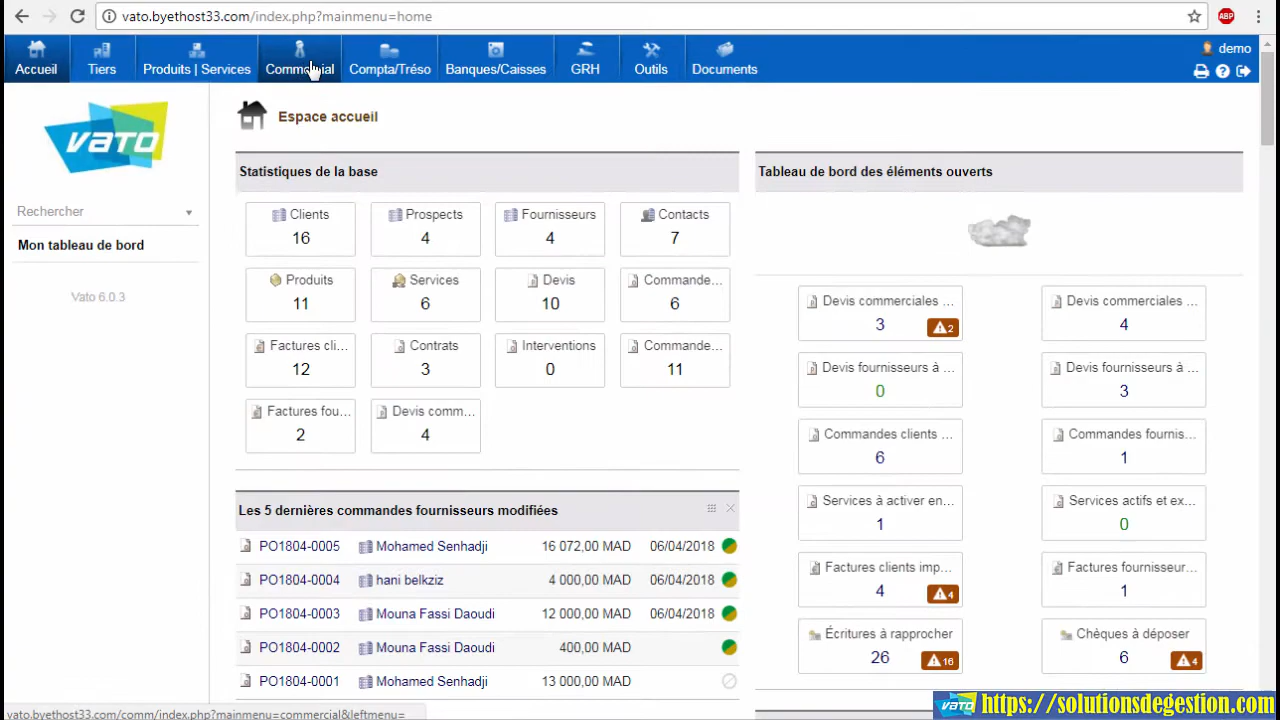 vato.byethost33.com/index.php?mainmenu=home
ABP
Accueil
Tiers
Produits | Services
Commercial
Compta/Tréso
Banques/Caisses
GRH
Outils
Documents
demo
vato
Rechercher
Mon tableau de bord
Vato 6.0.3
Espace accueil
Statistiques de la base
Clients
16
Prospects
4
Fournisseurs
4
Contacts
7
Produits
11
Services
6
Devis
10
Commande...
6
Factures cli...
12
Contrats
3
Interventions
0
Commande...
11
Factures fou...
2
Devis comm...
4
Les 5 dernières commandes fournisseurs modifiées
PO1804-0005 Mohamed Senhadji 16 072,00 MAD 06/04/2018
PO1804-0004 hani belkziz 4 000,00 MAD 06/04/2018
PO1804-0003 Mouna Fassi Daoudi 12 000,00 MAD 06/04/2018
PO1804-0002 Mouna Fassi Daoudi 400,00 MAD
PO1804-0001 Mohamed Senhadji 13 000,00 MAD
Tableau de bord des éléments ouverts
Devis commerciales ...
3 2
Devis commerciales ...
4
Devis fournisseurs à ...
0
Devis fournisseurs à ...
3
Commandes clients ...
6
Commandes fournis...
1
Services à activer en...
1
Services actifs et ex...
0
Factures clients imp...
4 4
Factures fournisseur...
1
Écritures à rapprocher
26 16
Chèques à déposer
6 4
vato.byethost33.com/comm/index.php?mainmenu=commercial&leftmenu=
vato https://solutionsdegestion.com